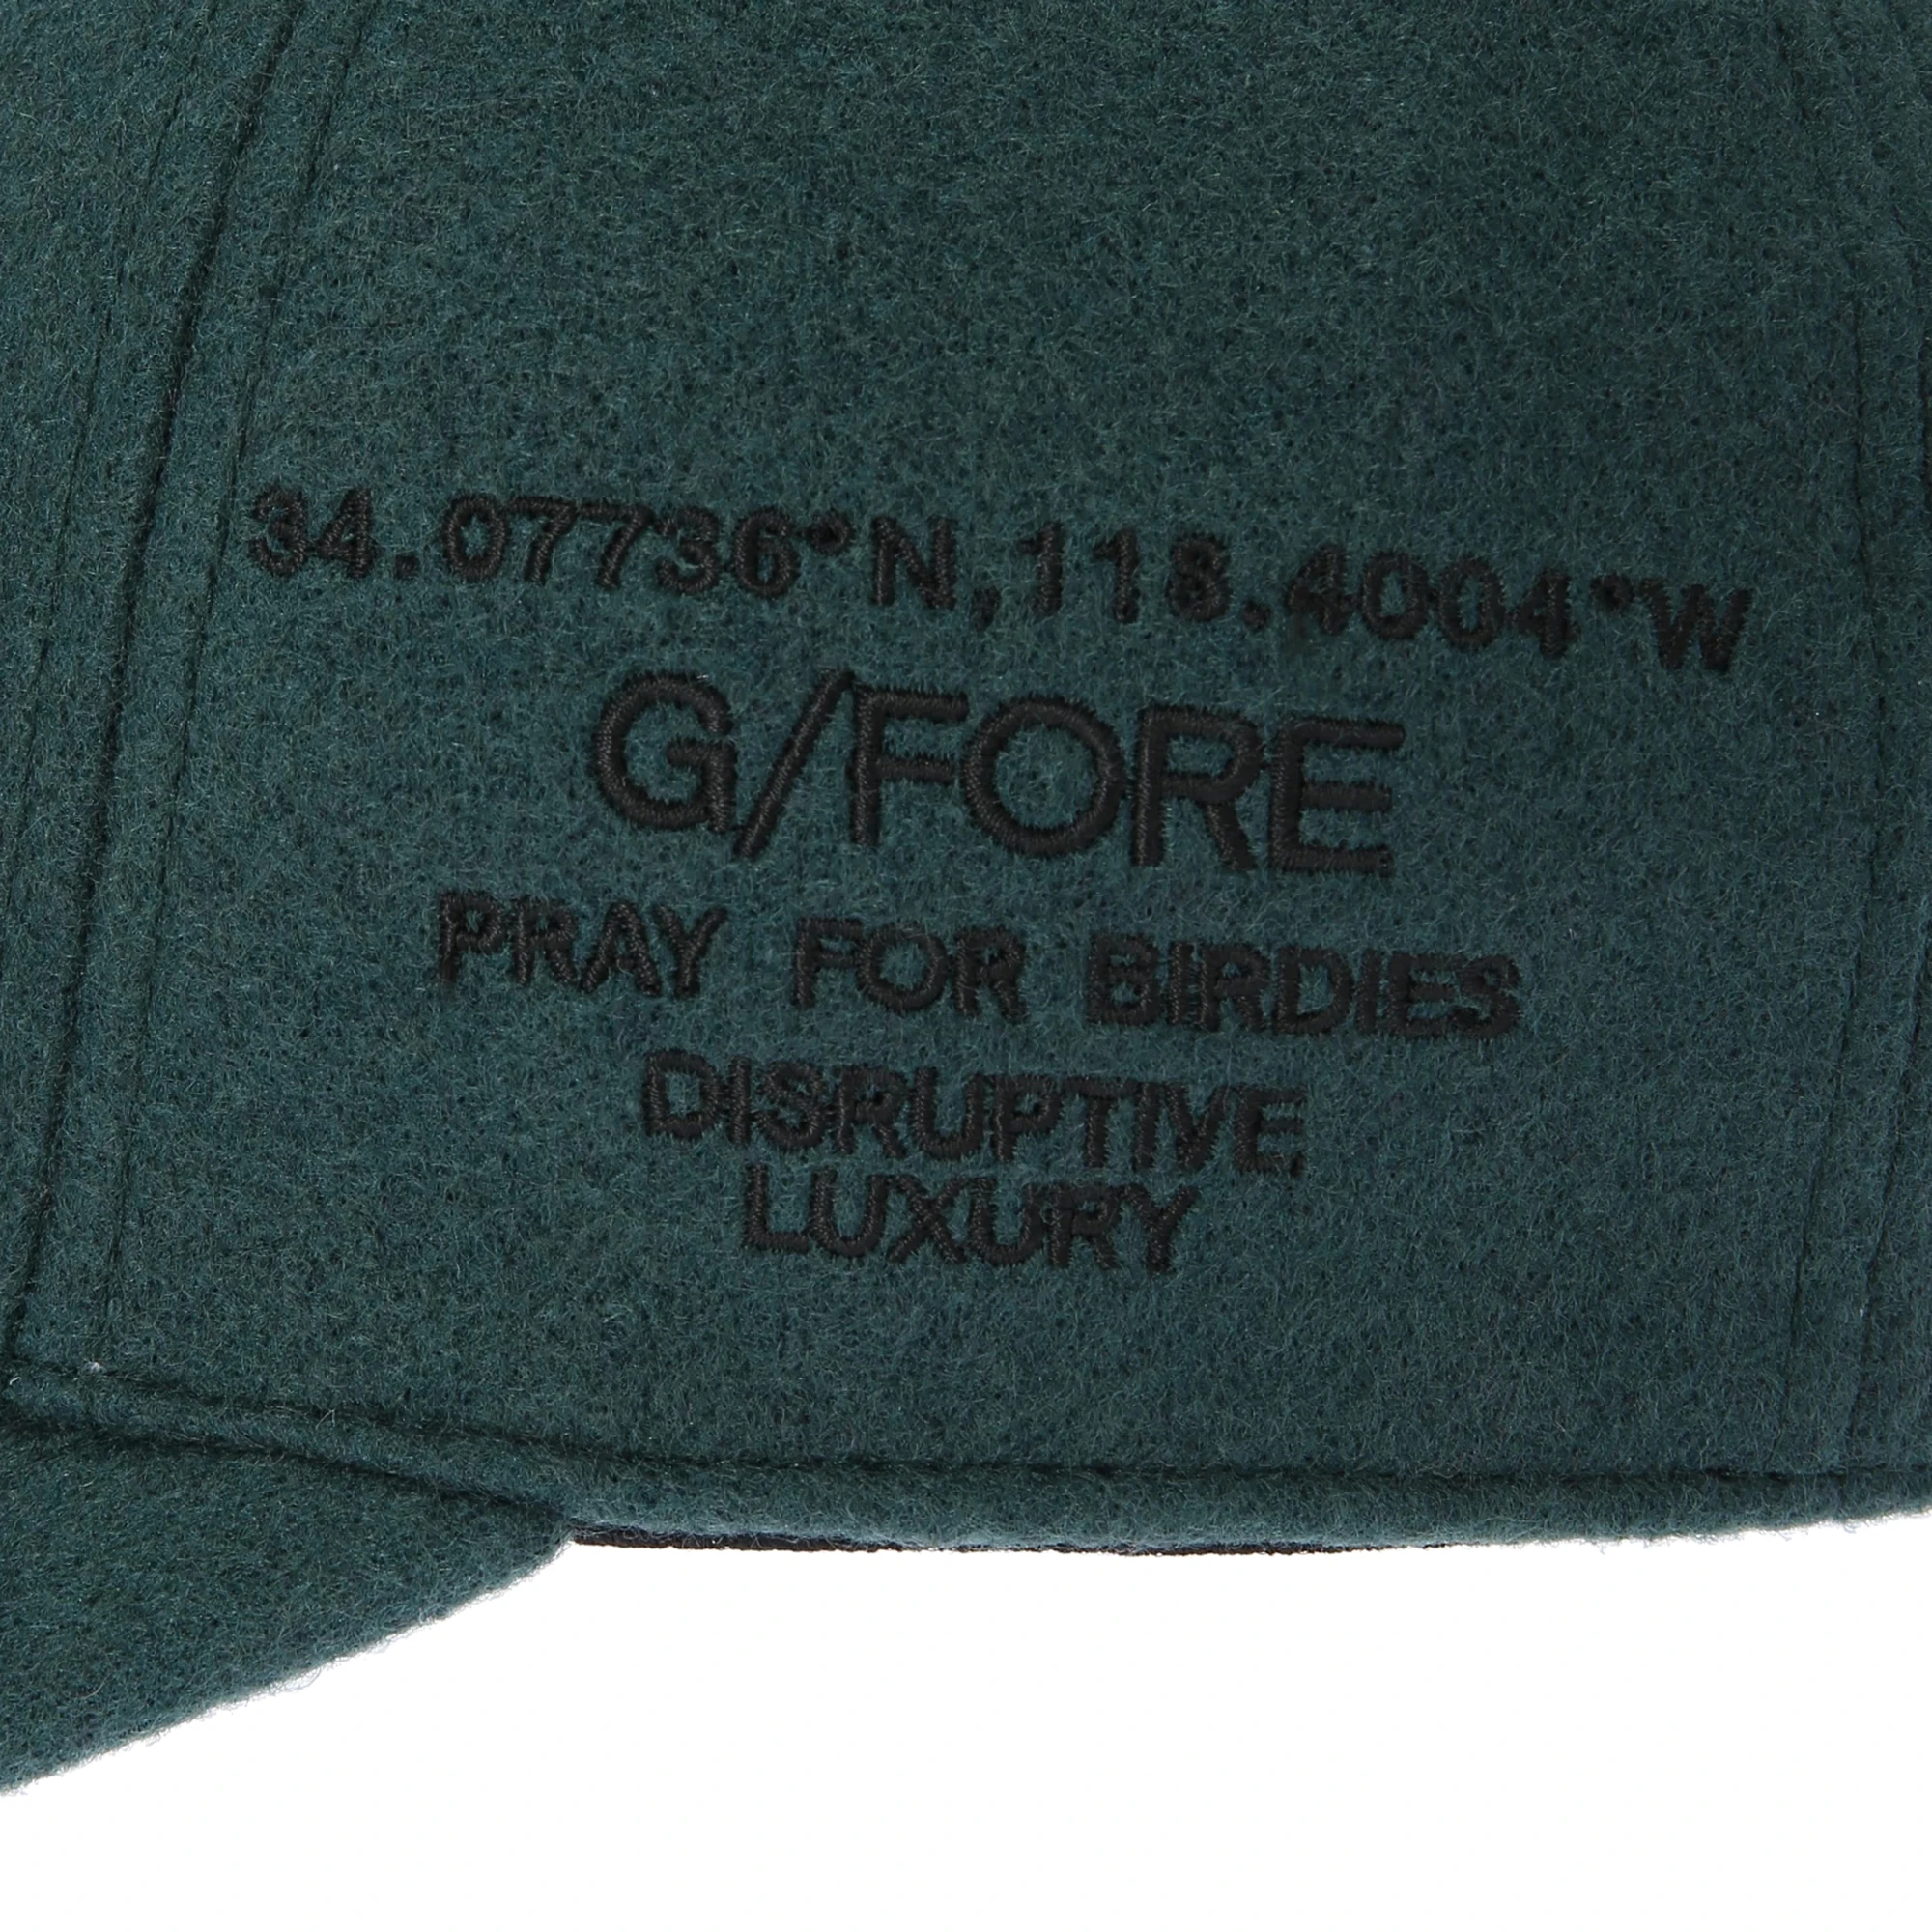 34.07736°N,118.4004°W
G/FORE
PRAY FOR BIRDIES
DISRUPTIVE
LUXURY